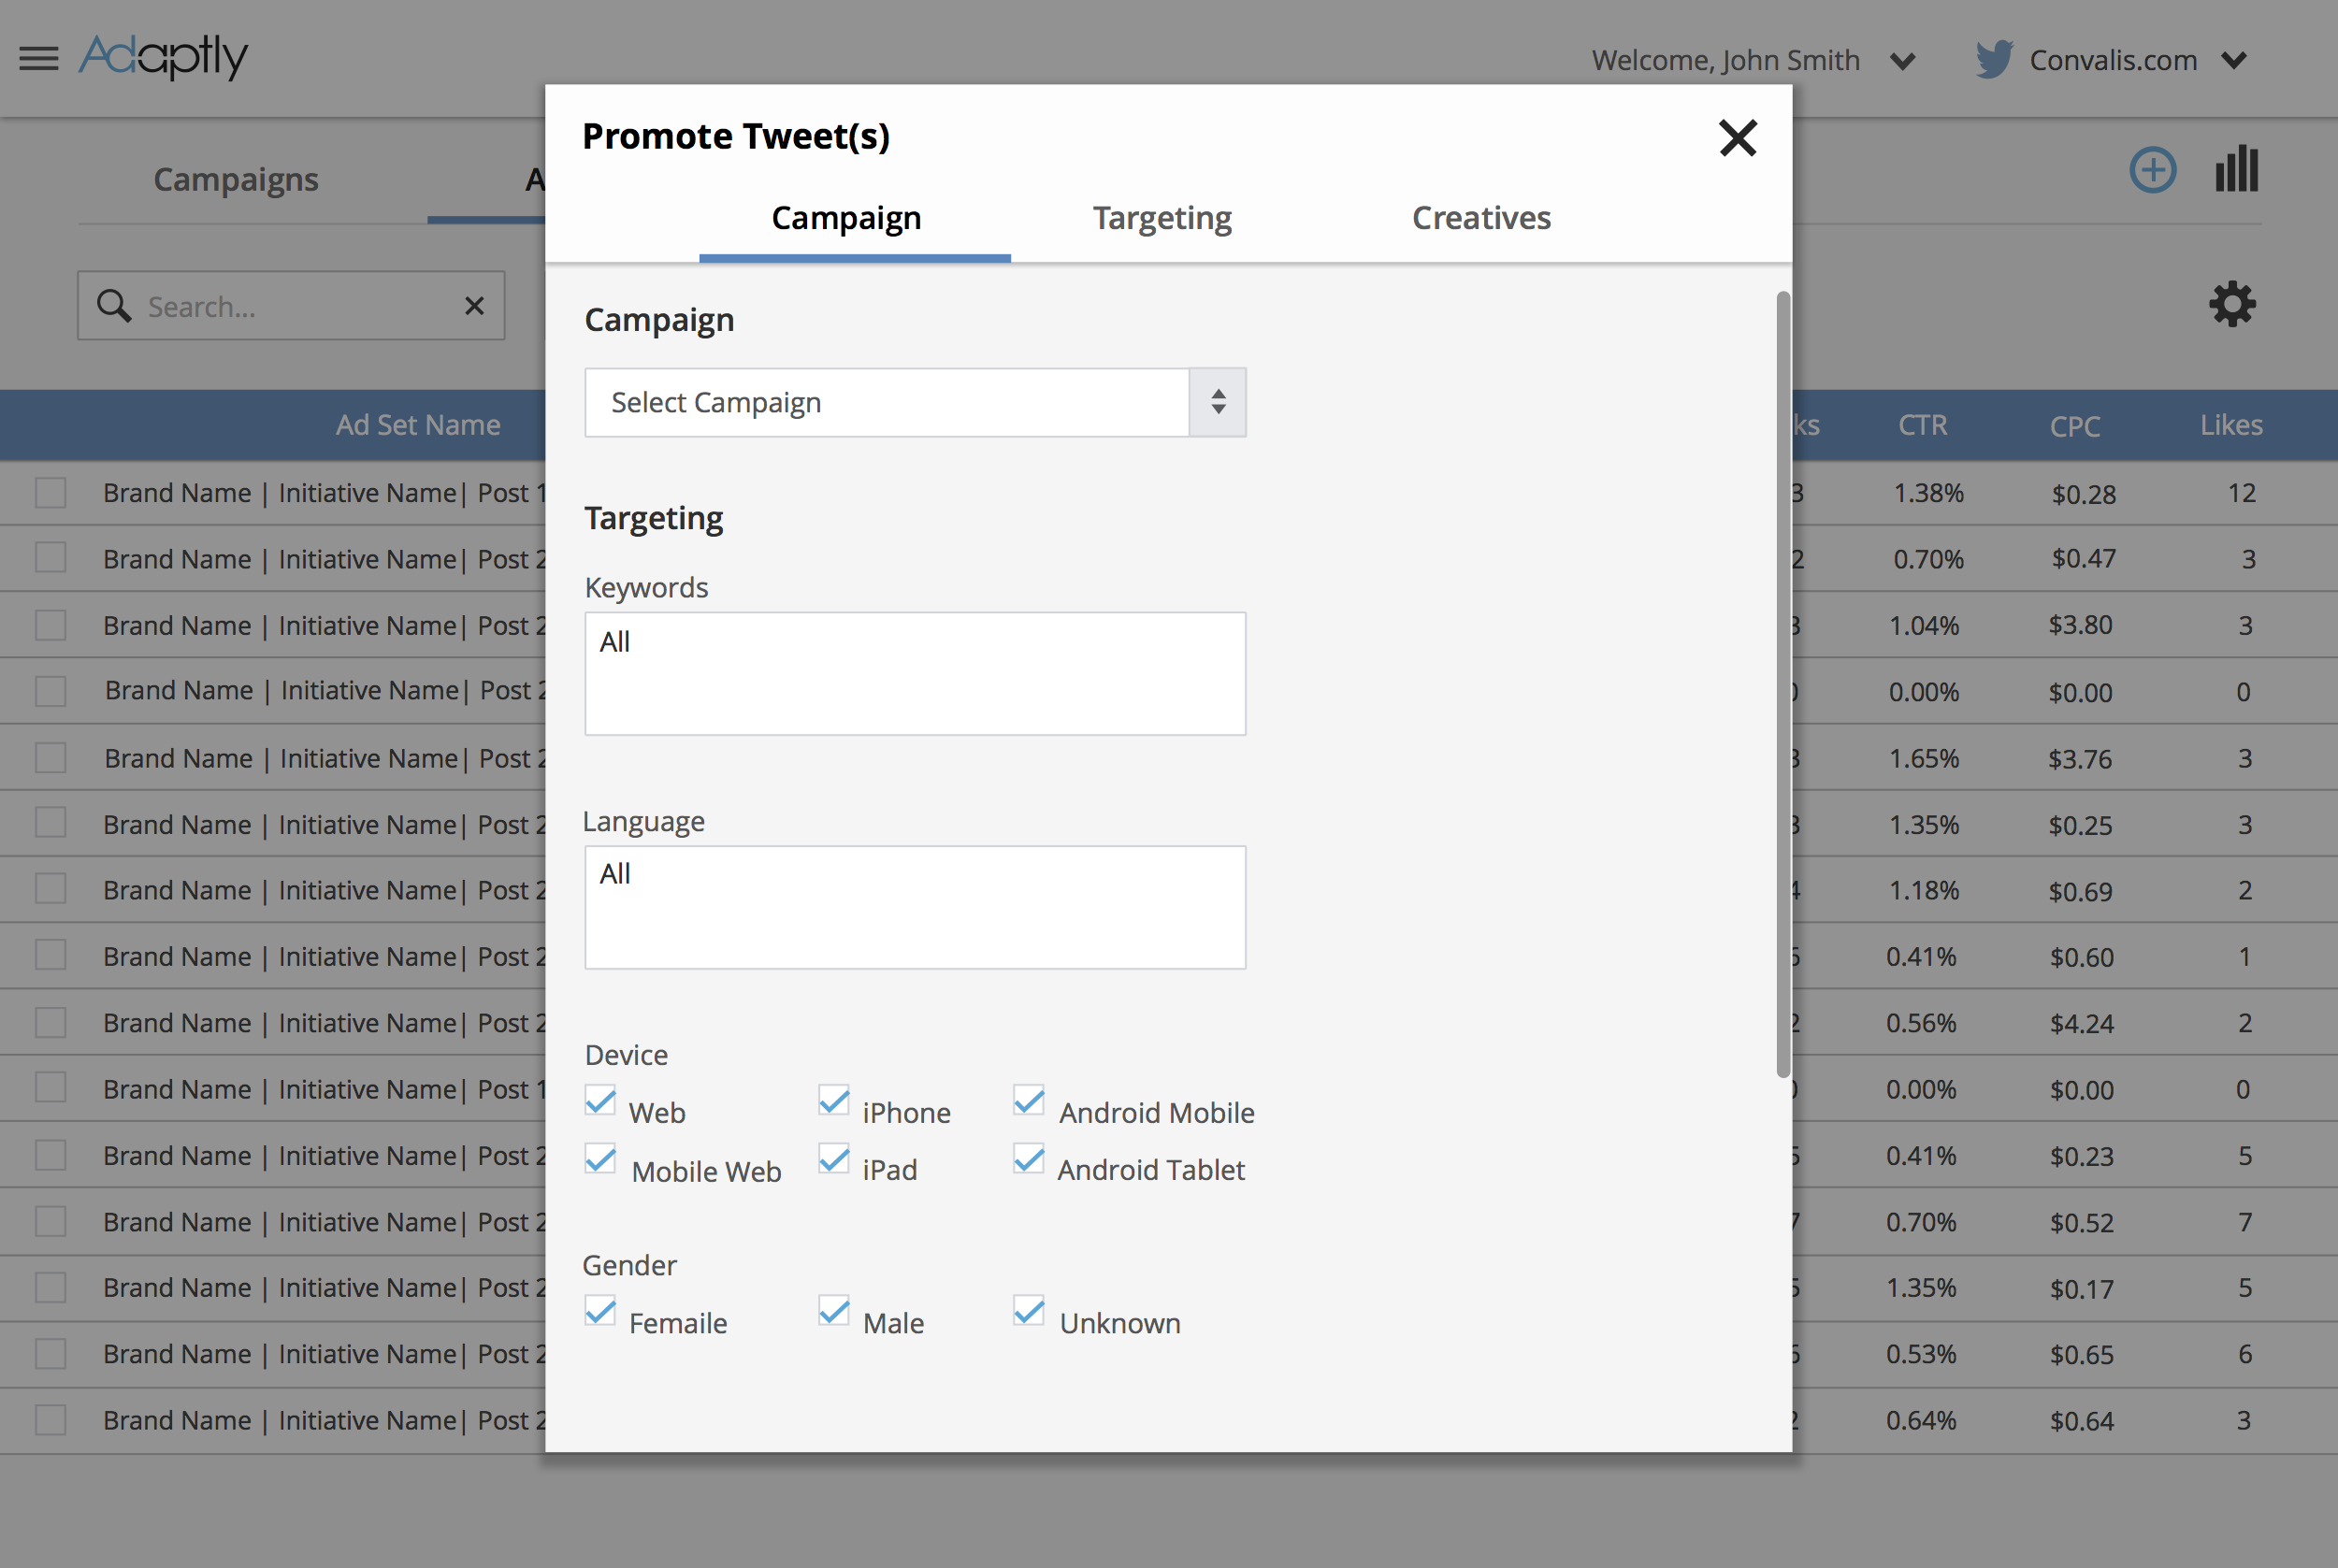 Adaptly
Welcome, John Smith
Convalis.com
Promote Tweet(s)
Campaigns
A
Campaign
Targeting
Creatives
Search...
Campaign
Select Campaign
Ad Set Name
ks CTR CPC Likes
Brand Name | Initiative Name| Post 1
3 1.38% $0.28 12
Targeting
Brand Name | Initiative Name| Post 2
2 0.70% $0.47 3
Keywords
Brand Name | Initiative Name| Post 2
3 1.04% $3.80 3
All
Brand Name | Initiative Name| Post 2
0.00% $0.00 0
Brand Name | Initiative Name| Post 2
3 1.65% $3.76 3
Language
Brand Name | Initiative Name| Post 2
3 1.35% $0.25 3
All
Brand Name | Initiative Name| Post 2
4 1.18% $0.69 2
Brand Name | Initiative Name| Post 2
0.41% $0.60 1
Brand Name | Initiative Name| Post 2
2 0.56% $4.24 2
Device
Brand Name | Initiative Name| Post 1
0.00% $0.00 0
Web iPhone Android Mobile
Brand Name | Initiative Name| Post 2
0.41% $0.23 5
Mobile Web iPad Android Tablet
Brand Name | Initiative Name| Post 2
7 0.70% $0.52 7
Gender
Brand Name | Initiative Name| Post 2
1.35% $0.17 5
Femaile Male Unknown
Brand Name | Initiative Name| Post 2
0.53% $0.65 6
Brand Name | Initiative Name| Post 2
2 0.64% $0.64 3